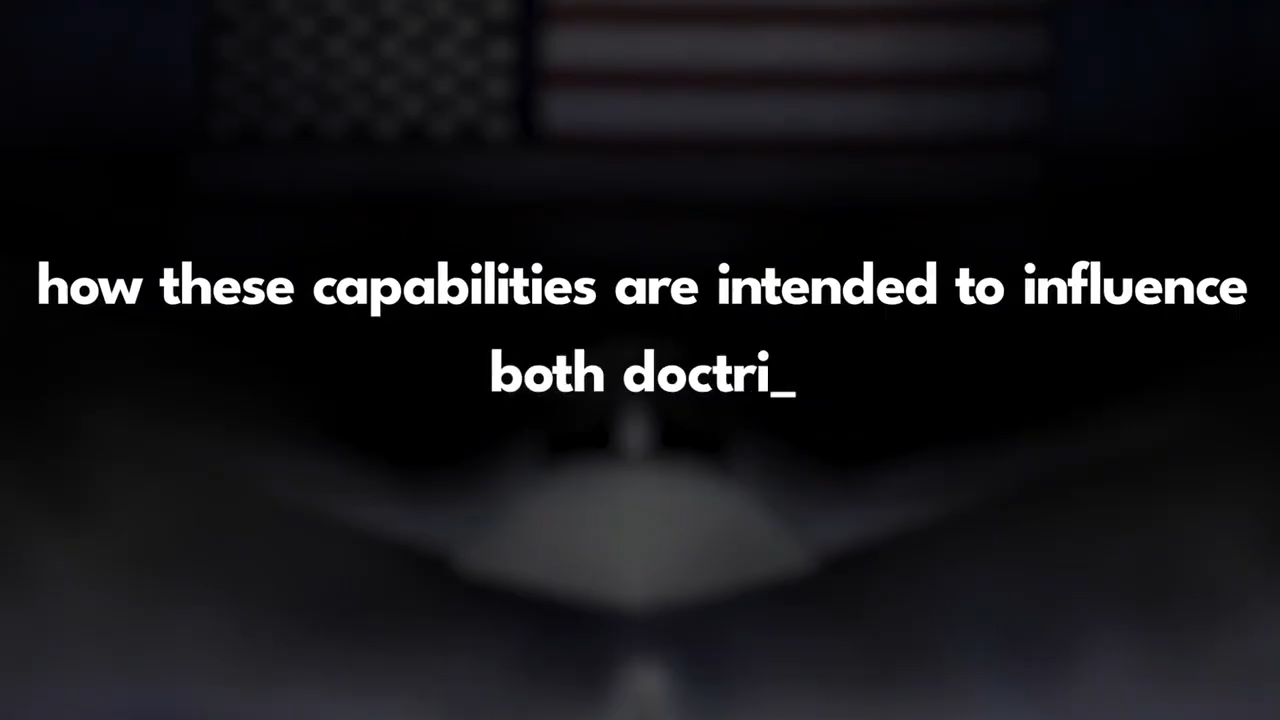 how these capabilities are intended to influence
both doctri_